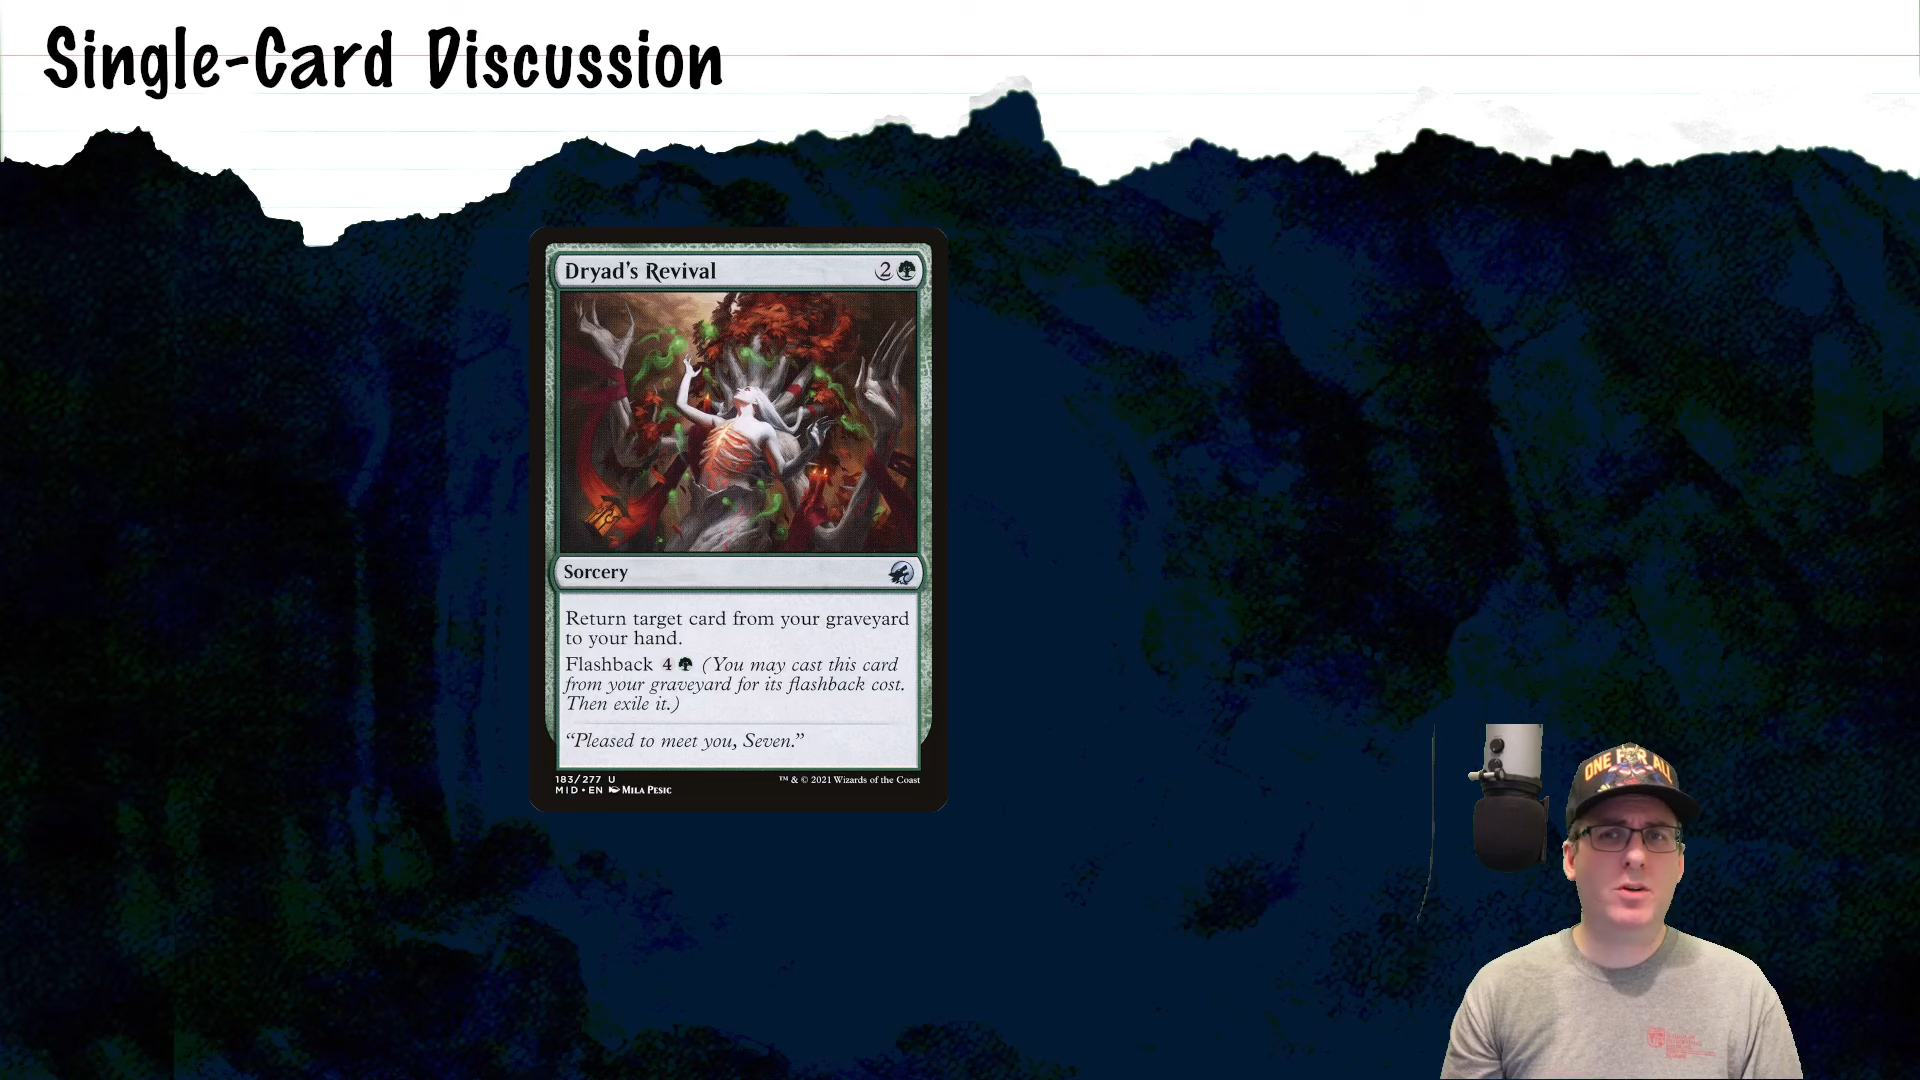 Single-Card Discussion
Dryad's Revival 2
Sorcery
Return target card from your graveyard
to your hand.
Flashback 4 (You may cast this card
from your graveyard for its flashback cost.
Then exile it.)
“Pleased to meet you, Seven.”
183/277 U
MID • EN MILA PESIC
™ & © 2021 Wizards of the Coast
ONE FOR ALL